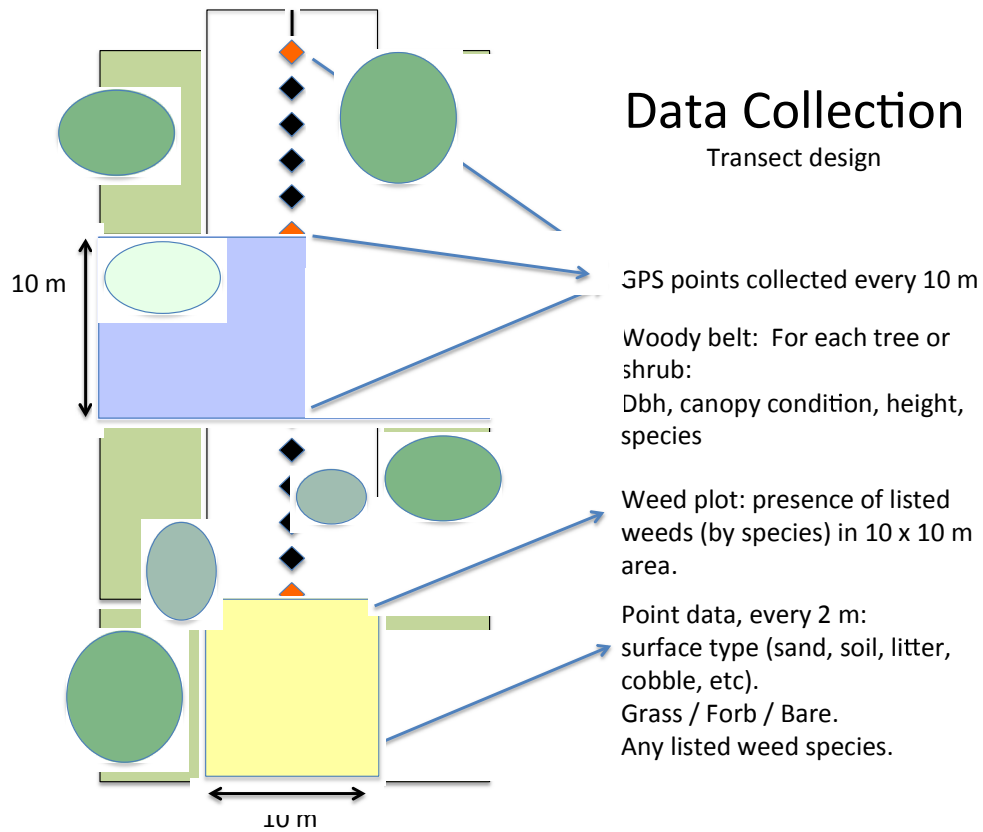 Data Collection
Transect design
10 m
GPS points collected every 10 m
Woody belt: For each tree or
shrub:
Dbh, canopy condition, height,
species
Weed plot: presence of listed
weeds (by species) in 10 x 10 m
area.
Point data, every 2 m:
surface type (sand, soil, litter,
cobble, etc).
Grass / Forb / Bare.
Any listed weed species.
10 m